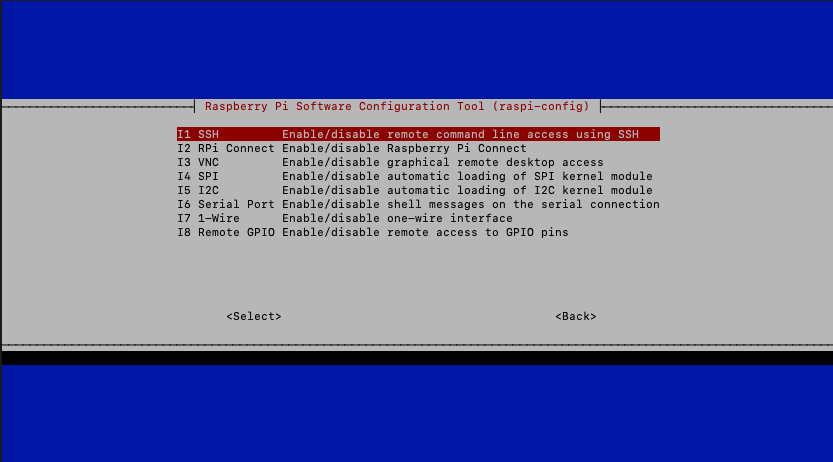 Raspberry Pi Software Configuration Tool (raspi-config)
I1 SSH Enable/disable remote command line access using SSH
I2 RPi Connect Enable/disable Raspberry Pi Connect
I3 VNC Enable/disable graphical remote desktop access
I4 SPI Enable/disable automatic loading of SPI kernel module
I5 I2C Enable/disable automatic loading of I2C kernel module
I6 Serial Port Enable/disable shell messages on the serial connection
I7 1-Wire Enable/disable one-wire interface
I8 Remote GPIO Enable/disable remote access to GPIO pins
<Select> <Back>